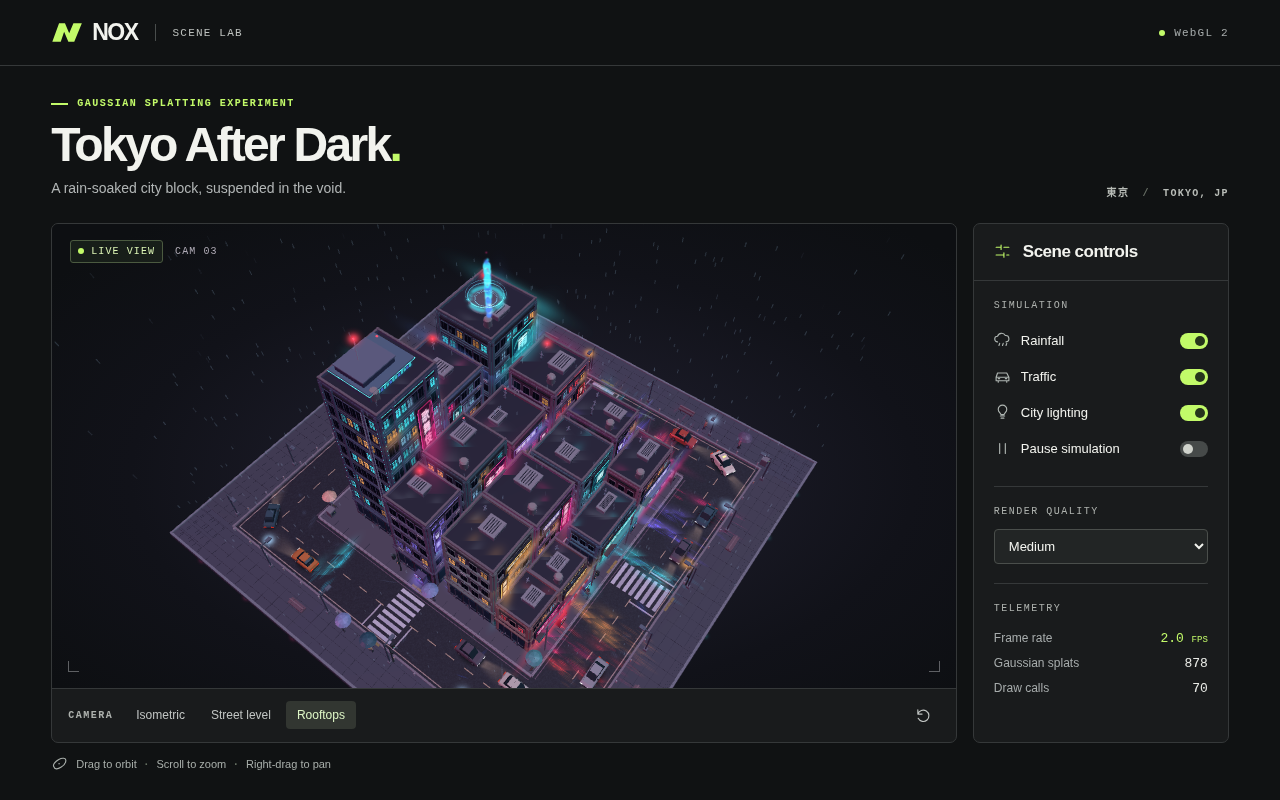 NOX
SCENE LAB
WebGL 2
GAUSSIAN SPLATTING EXPERIMENT
Tokyo After Dark.
A rain-soaked city block, suspended in the void.
東京 / TOKYO, JP
LIVE VIEW
CAM 03
Scene controls
SIMULATION
Rainfall
Traffic
City lighting
Pause simulation
RENDER QUALITY
Medium
TELEMETRY
Frame rate 2.0 FPS
Gaussian splats 878
Draw calls 70
CAMERA Isometric Street level Rooftops
Drag to orbit · Scroll to zoom · Right-drag to pan